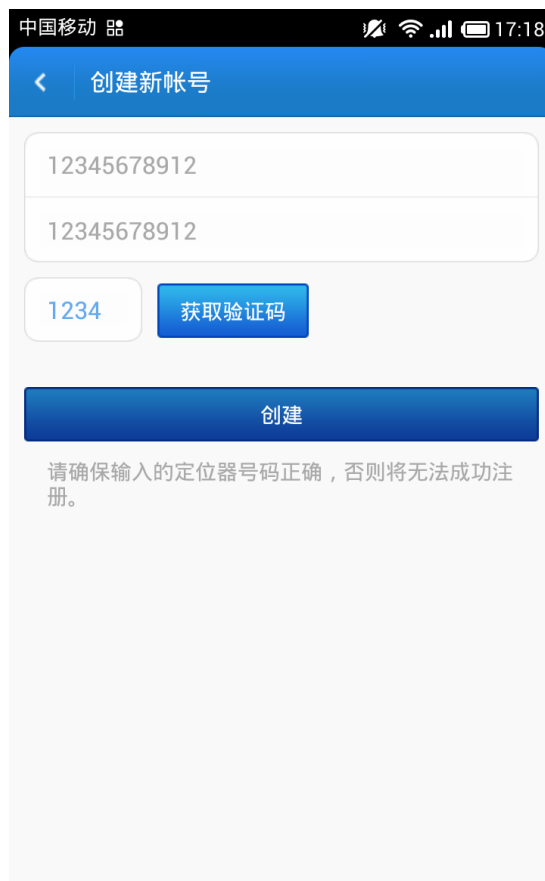 中国移动 17:18
创建新帐号
12345678912
12345678912
1234 获取验证码
创建
请确保输入的定位器号码正确，否则将无法成功注
册。